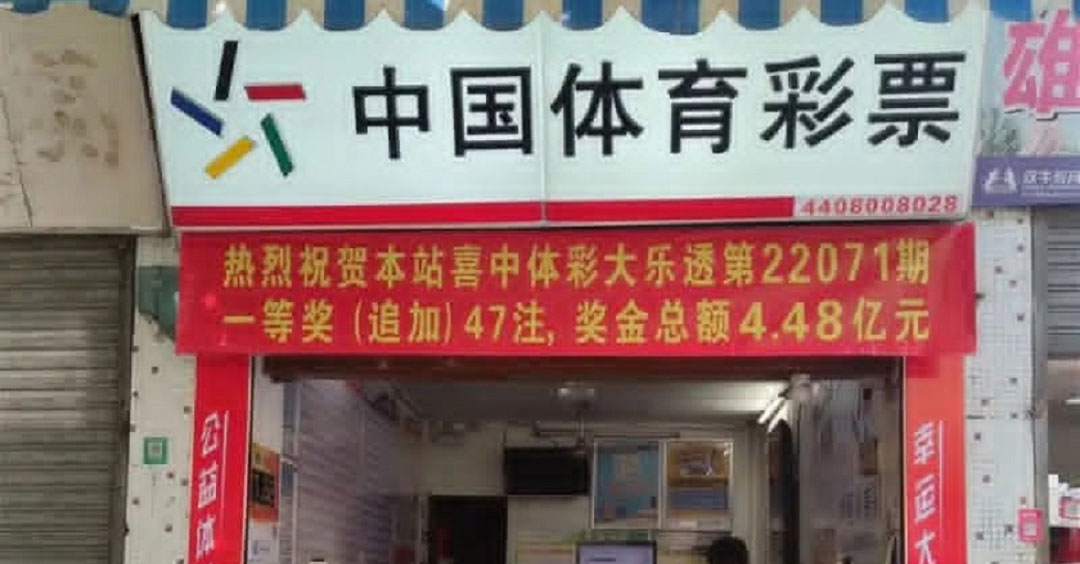 中国体育彩票
4408008028
热烈祝贺本站喜中体彩大乐透第22071期
一等奖(追加)47注, 奖金总额4.48亿元
公益体
幸运大
雄